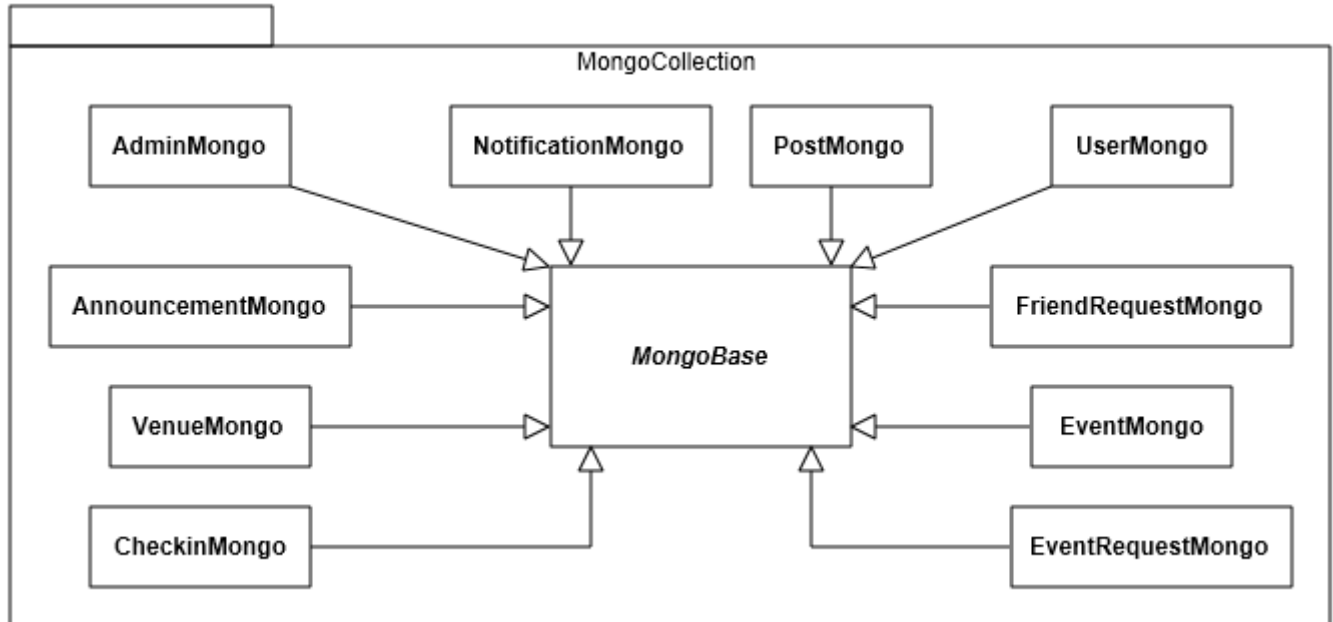 MongoCollection
AdminMongo
NotificationMongo
PostMongo
UserMongo
AnnouncementMongo
MongoBase
FriendRequestMongo
VenueMongo
EventMongo
CheckinMongo
EventRequestMongo